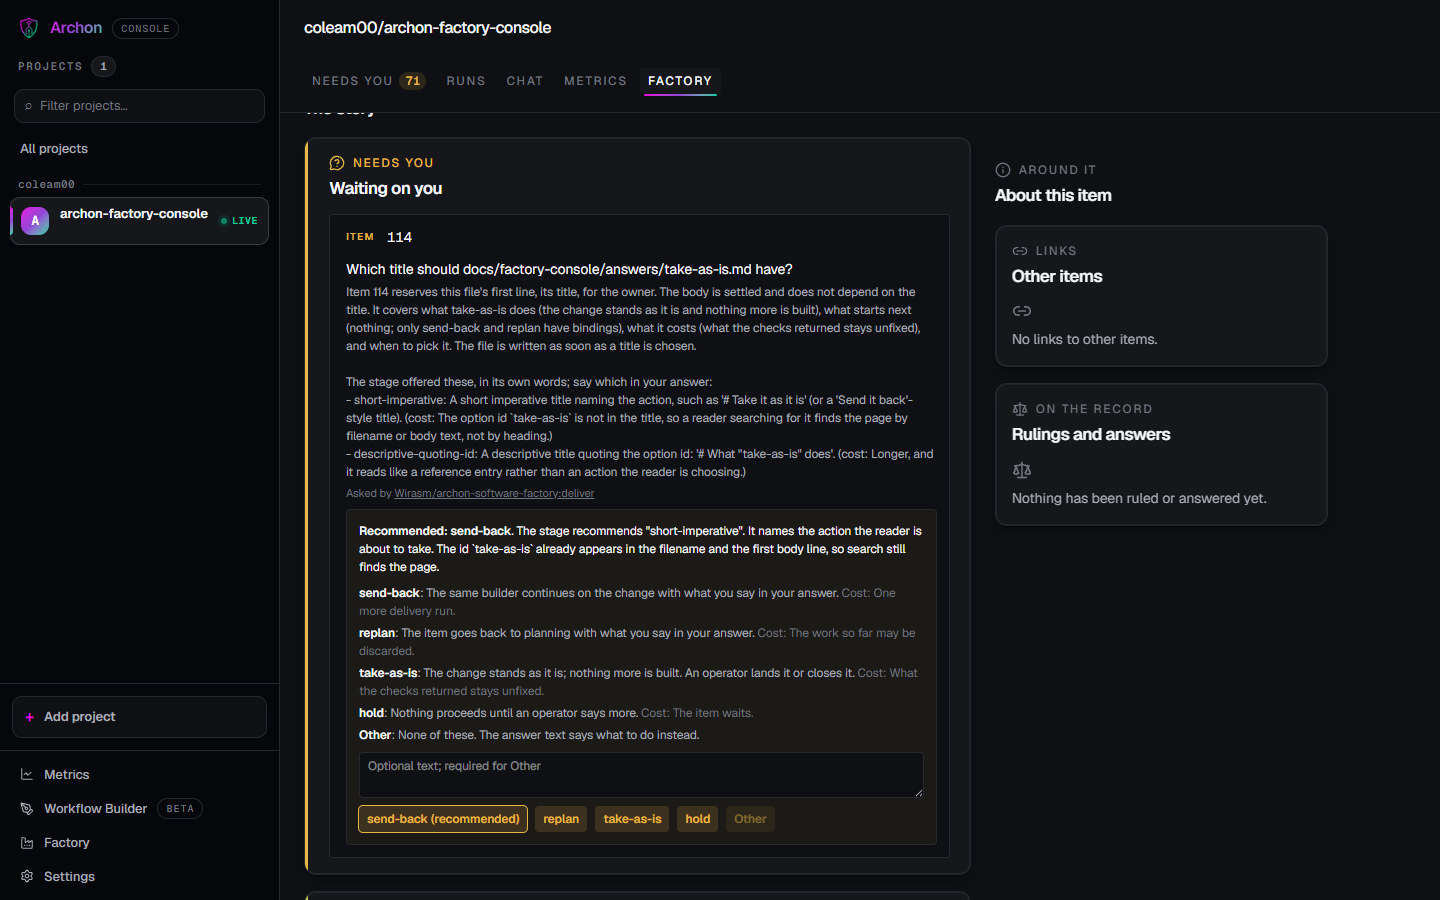 Archon
CONSOLE
PROJECTS 1
Filter projects...
All projects
coleam00
A
archon-factory-console
LIVE
Add project
Metrics
Workflow Builder
BETA
Factory
Settings
coleam00/archon-factory-console
NEEDS YOU 71
RUNS
CHAT
METRICS
FACTORY
NEEDS YOU
Waiting on you
ITEM 114
Which title should docs/factory-console/answers/take-as-is.md have?
Item 114 reserves this file's first line, its title, for the owner. The body is settled and does not depend on the
title. It covers what take-as-is does (the change stands as it is and nothing more is built), what starts next
(nothing; only send-back and replan have bindings), what it costs (what the checks returned stays unfixed),
and when to pick it. The file is written as soon as a title is chosen.
The stage offered these, in its own words; say which in your answer:
- short-imperative: A short imperative title naming the action, such as '# Take it as it is' (or a 'Send it back'-
style title). (cost: The option id `take-as-is` is not in the title, so a reader searching for it finds the page by
filename or body text, not by heading.)
- descriptive-quoting-id: A descriptive title quoting the option id: '# What "take-as-is" does'. (cost: Longer, and
it reads like a reference entry rather than an action the reader is choosing.)
Asked by Wirasm/archon-software-factory:deliver
Recommended: send-back. The stage recommends "short-imperative". It names the action the reader is
about to take. The id `take-as-is` already appears in the filename and the first body line, so search still
finds the page.
send-back: The same builder continues on the change with what you say in your answer. Cost: One
more delivery run.
replan: The item goes back to planning with what you say in your answer. Cost: The work so far may be
discarded.
take-as-is: The change stands as it is; nothing more is built. An operator lands it or closes it. Cost: What
the checks returned stays unfixed.
hold: Nothing proceeds until an operator says more. Cost: The item waits.
Other: None of these. The answer text says what to do instead.
Optional text; required for Other
send-back (recommended)
replan
take-as-is
hold
Other
AROUND IT
About this item
LINKS
Other items
No links to other items.
ON THE RECORD
Rulings and answers
Nothing has been ruled or answered yet.